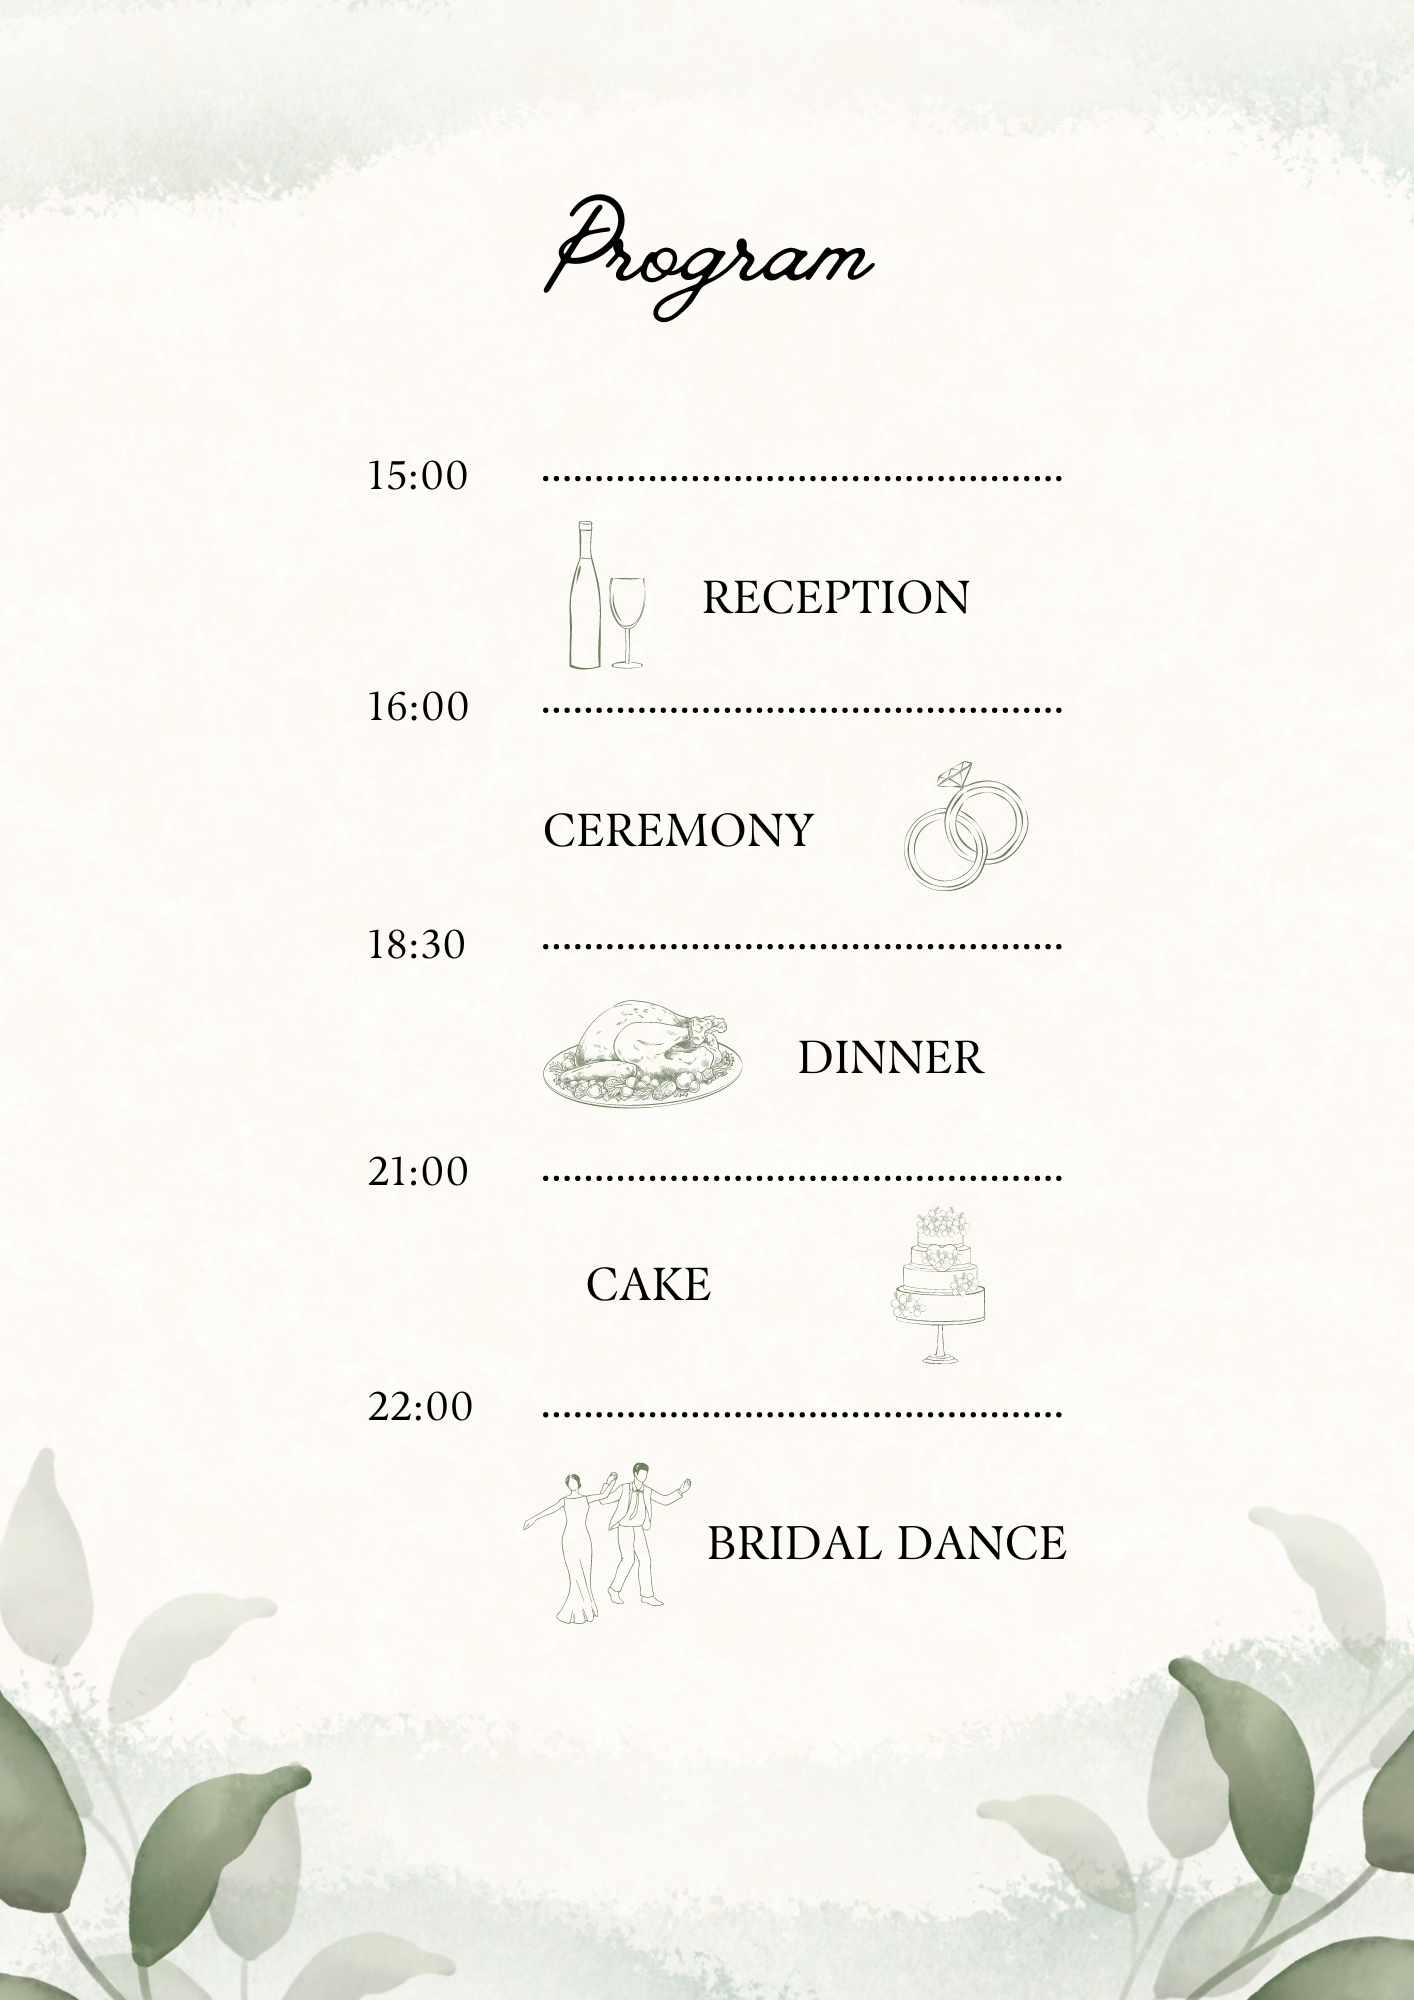 Program
15:00
RECEPTION
16:00
CEREMONY
18:30
DINNER
21:00
CAKE
22:00
BRIDAL DANCE